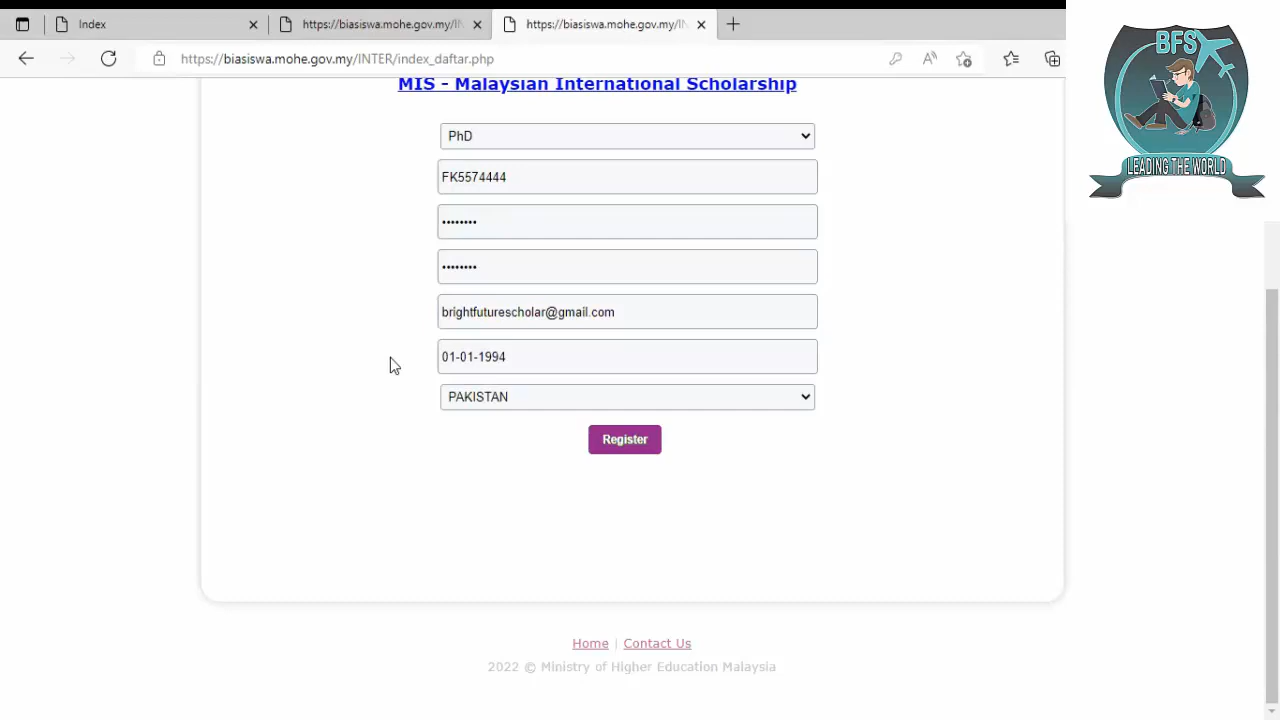 Index
https://biasiswa.mohe.gov.my/IN
https://biasiswa.mohe.gov.my/IN
https://biasiswa.mohe.gov.my/INTER/index_daftar.php
BFS
LEADING THE WORLD
MIS - Malaysian International Scholarship
PhD
FK5574444
••••••••
••••••••
brightfuturescholar@gmail.com
01-01-1994
PAKISTAN
Register
Home | Contact Us
2022 © Ministry of Higher Education Malaysia